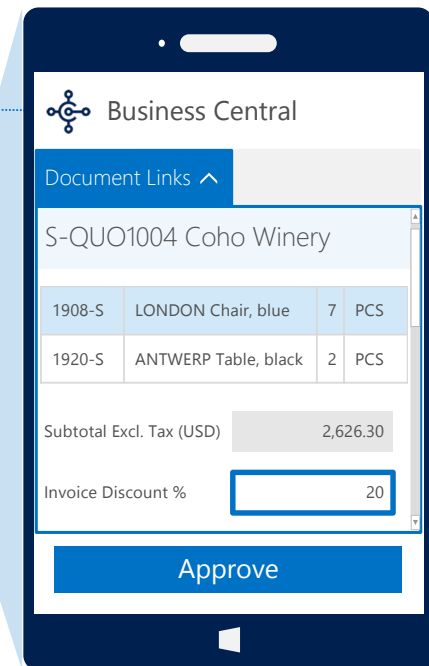 Business Central
Document Links
S-QUO1004 Coho Winery
1908-S LONDON Chair, blue 7 PCS
1920-S ANTWERP Table, black 2 PCS
Subtotal Excl. Tax (USD) 2,626.30
Invoice Discount % 20
Approve